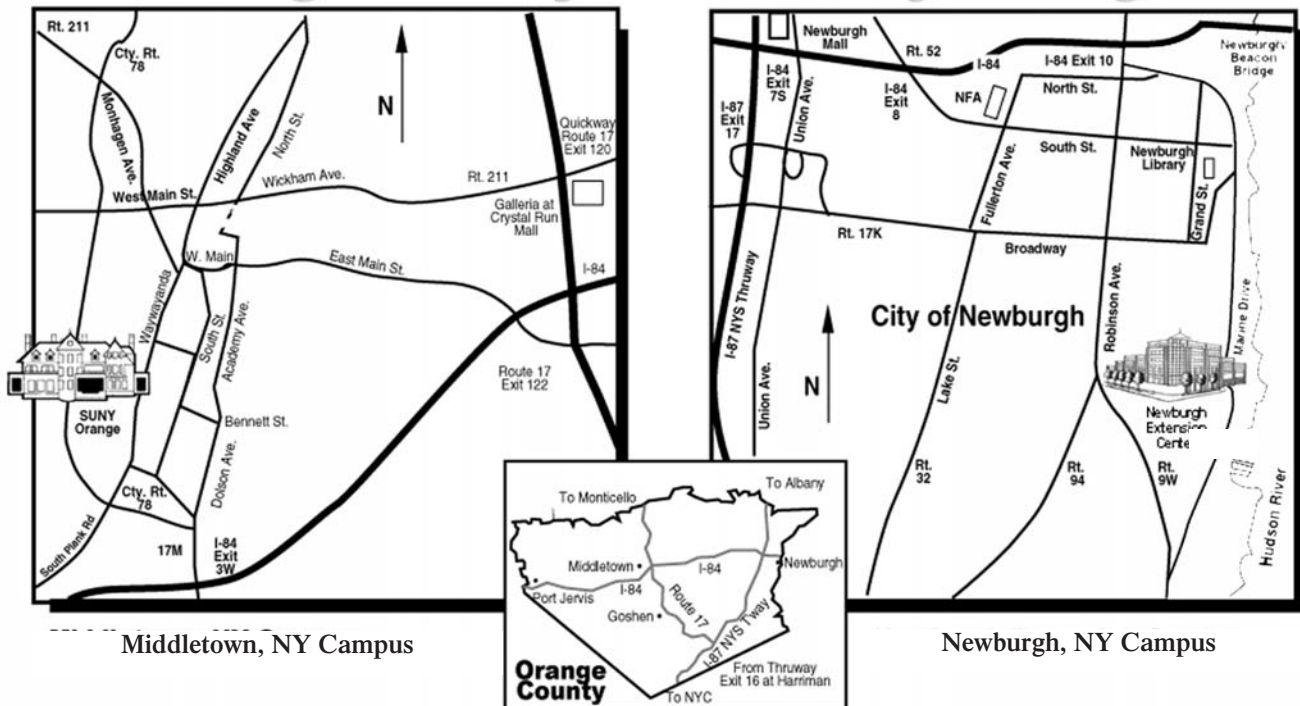 Rt. 211
Cty. Rt.
78
Monhagen Ave.
Highland Ave
North St.
N
Quickway
Route 17
Exit 120
West Main St.
Wickham Ave.
Rt. 211
Galleria at
Crystal Run
Mall
W. Main
East Main St.
I-84
Waywayanda
South St.
Academy Ave.
Route 17
Exit 122
SUNY
Orange
Bennett St.
Dolson Ave.
Cty. Rt.
78
South Plank Rd
17M
I-84
Exit
3W
Middletown, NY Campus
Newburgh
Mall
Rt. 52
I-84
I-84 Exit 10
Newburgh/
Beacon
Bridge
I-84
Exit
7S
Union Ave.
I-87
Exit
17
I-84
Exit
8
NFA
North St.
South St.
Newburgh
Library
Fullerton Ave.
Grand St.
Rt. 17K
Broadway
I-87 NYS Thruway
City of Newburgh
Robinson Ave.
Marine Drive
N
Union Ave.
Lake St.
Newburgh
Extension
Cente
Rt.
32
Rt.
94
Rt.
9W
Hudson River
Newburgh, NY Campus
To Monticello
To Albany
Middletown
I-84
Newburgh
Port Jervis
I-84
Goshen
Route 17
I-87 NYS T'way
Orange
County
From Thruway
Exit 16 at Harriman
To NYC